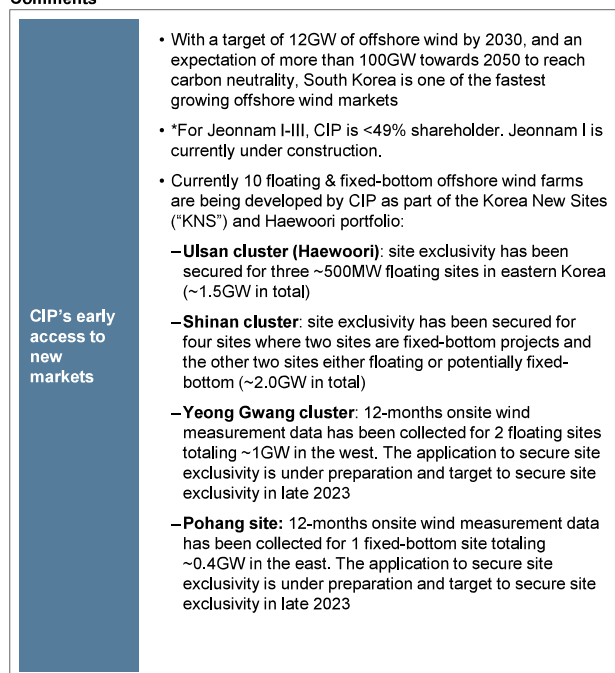 Comments
CIP's early
access to
new
markets
• With a target of 12GW of offshore wind by 2030, and an
expectation of more than 100GW towards 2050 to reach
carbon neutrality, South Korea is one of the fastest
growing offshore wind markets
• *For Jeonnam I-III, CIP is <49% shareholder. Jeonnam I is
currently under construction.
• Currently 10 floating & fixed-bottom offshore wind farms
are being developed by CIP as part of the Korea New Sites
("KNS") and Haewoori portfolio:
–Ulsan cluster (Haewoori): site exclusivity has been
secured for three ~500MW floating sites in eastern Korea
(~1.5GW in total)
–Shinan cluster: site exclusivity has been secured for
four sites where two sites are fixed-bottom projects and
the other two sites either floating or potentially fixed-
bottom (~2.0GW in total)
–Yeong Gwang cluster: 12-months onsite wind
measurement data has been collected for 2 floating sites
totaling ~1GW in the west. The application to secure site
exclusivity is under preparation and target to secure site
exclusivity in late 2023
–Pohang site: 12-months onsite wind measurement data
has been collected for 1 fixed-bottom site totaling
~0.4GW in the east. The application to secure site
exclusivity is under preparation and target to secure site
exclusivity in late 2023